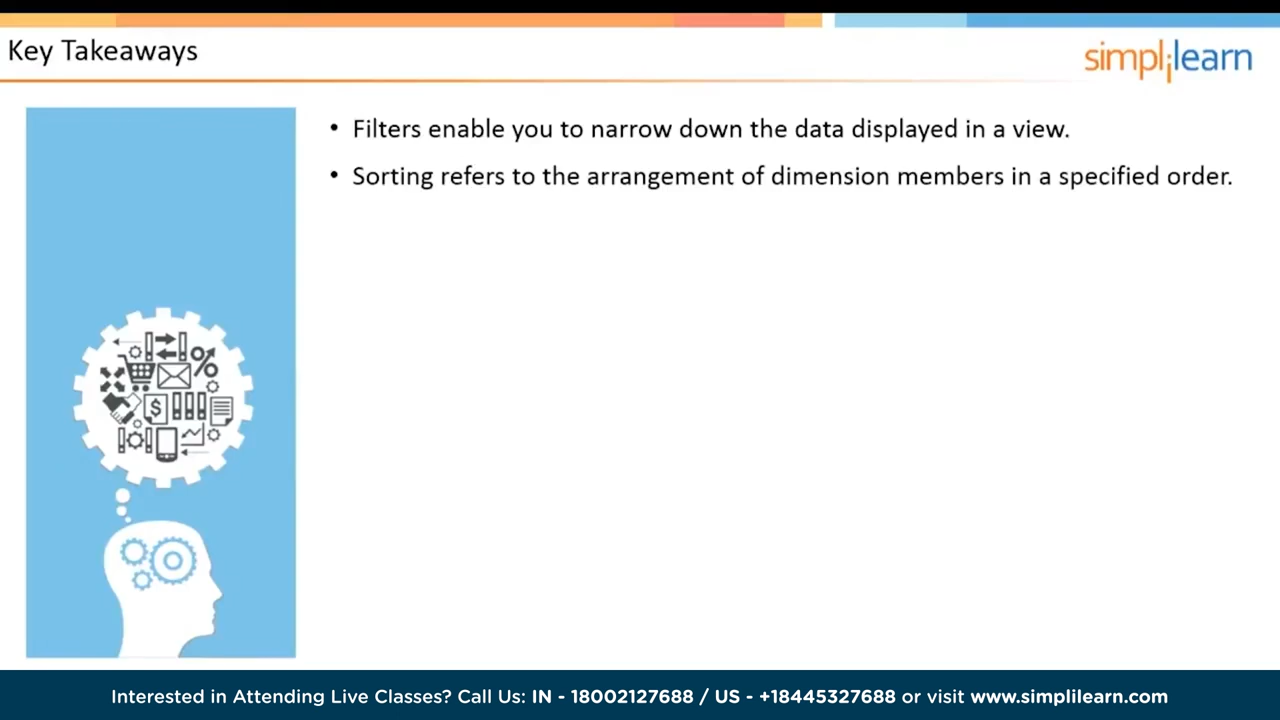 Key Takeaways
simplilearn
• Filters enable you to narrow down the data displayed in a view.
• Sorting refers to the arrangement of dimension members in a specified order.
%
$
Interested in Attending Live Classes? Call Us: IN - 18002127688 / US - +18445327688 or visit www.simplilearn.com